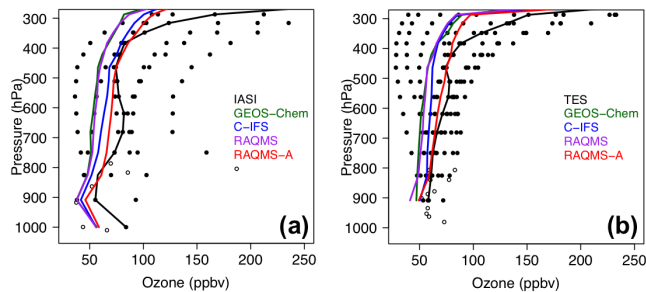 300
400
500
600
700
800
900
1000
Pressure (hPa)
IASI
GEOS-Chem
C-IFS
RAQMS
RAQMS-A
(a)
50
100
150
200
250
Ozone (ppbv)
300
400
500
600
700
800
900
1000
Pressure (hPa)
TES
GEOS-Chem
C-IFS
RAQMS
RAQMS-A
(b)
50
100
150
200
250
Ozone (ppbv)